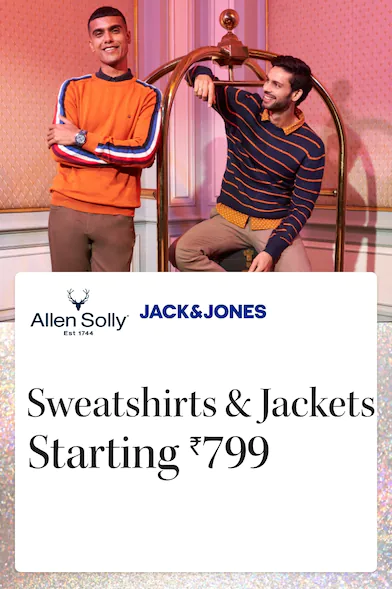 Allen Solly
Est 1744
JACK&JONES
Sweatshirts & Jackets
Starting ₹799